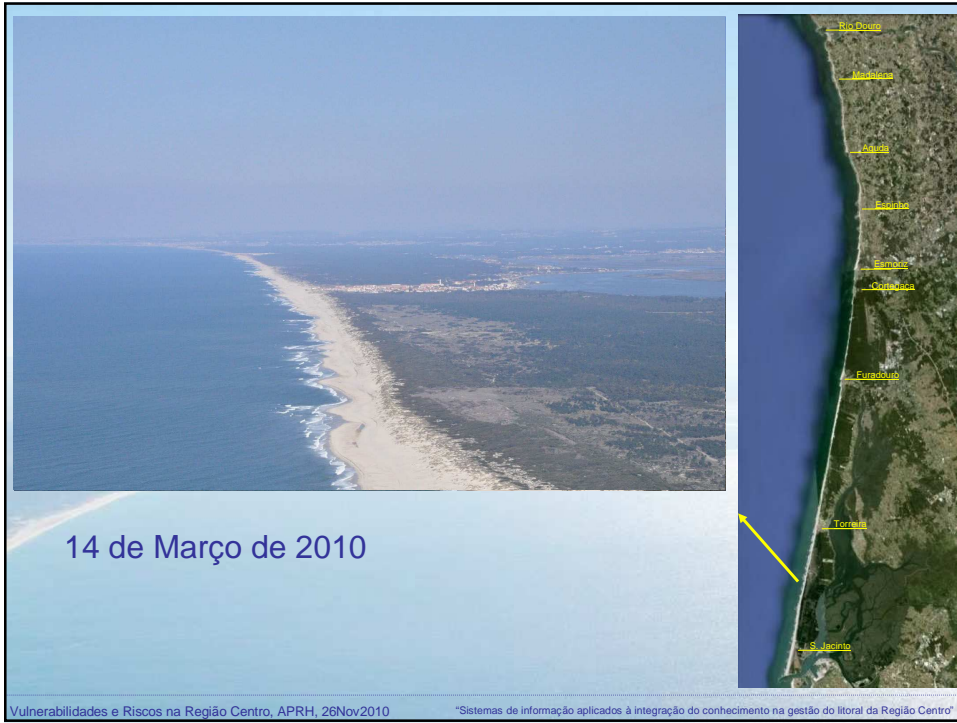 Rio Douro
Madalena
Aguda
Espinho
Esmoriz
Cortegaça
Furadouro
Torreira
S. Jacinto
14 de Março de 2010
Vulnerabilidades e Riscos na Região Centro, APRH, 26Nov2010
“Sistemas de informação aplicados à integração do conhecimento na gestão do litoral da Região Centro”